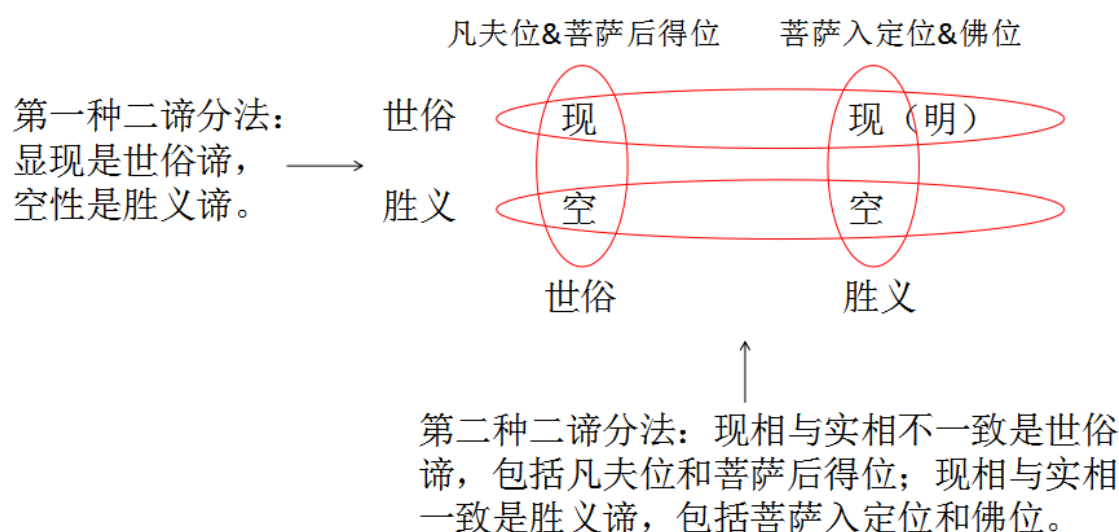 凡夫位&菩萨后得位
菩萨入定位&佛位
第一种二谛分法：
显现是世俗谛，
空性是胜义谛。
世俗
现
现（明）
胜义
空
空
世俗
胜义
第二种二谛分法：现相与实相不一致是世俗
谛，包括凡夫位和菩萨后得位；现相与实相
一致是胜义谛，包括菩萨入定位和佛位。